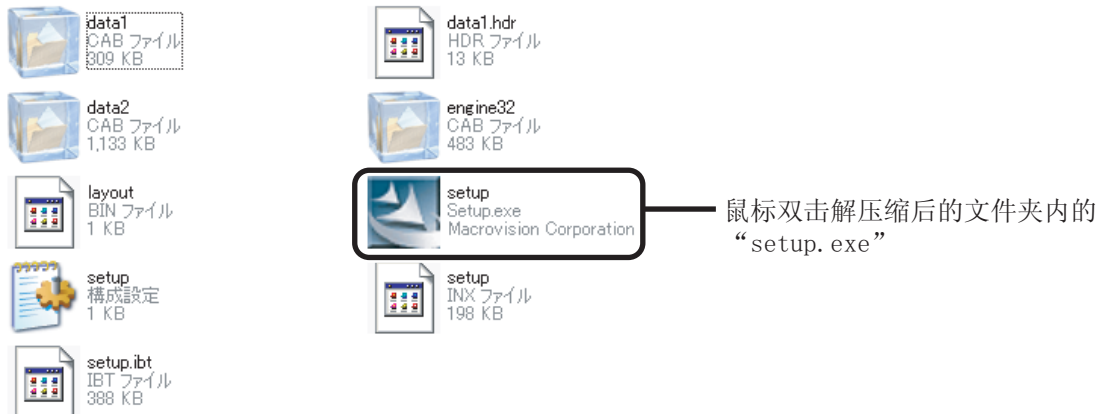 data1
CAB ファイル
309 KB
data1.hdr
HDR ファイル
13 KB
data2
CAB ファイル
1,133 KB
engine32
CAB ファイル
483 KB
layout
BIN ファイル
1 KB
setup
Setup.exe
Macrovision Corporation
鼠标双击解压缩后的文件夹内的
“setup.exe”
setup
構成設定
1 KB
setup
INX ファイル
198 KB
setup.ibt
IBT ファイル
388 KB